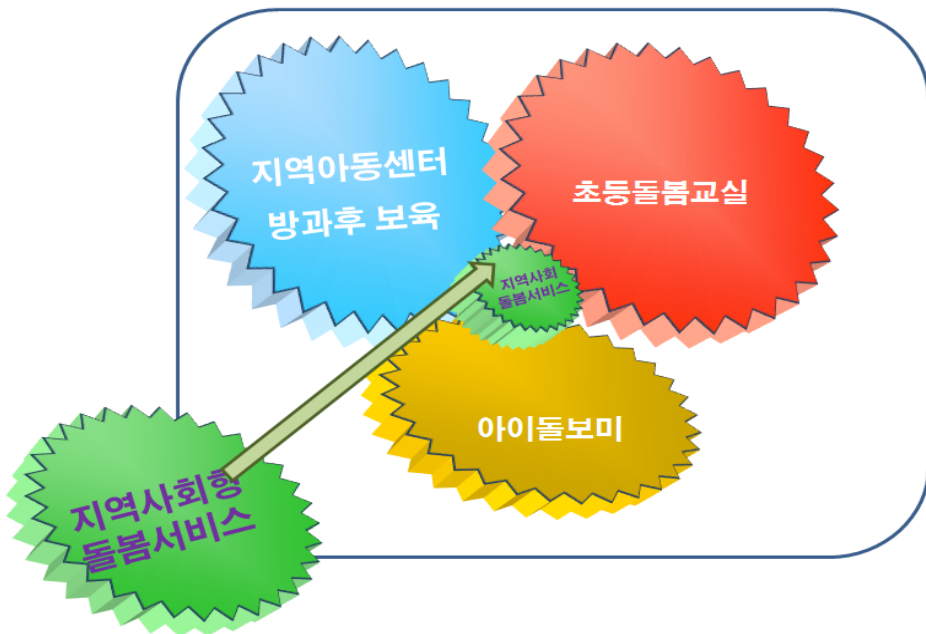 지역아동센터
방과후 보육
초등돌봄교실
지역사회
돌봄서비스
아이돌보미
지역사회형
돌봄서비스